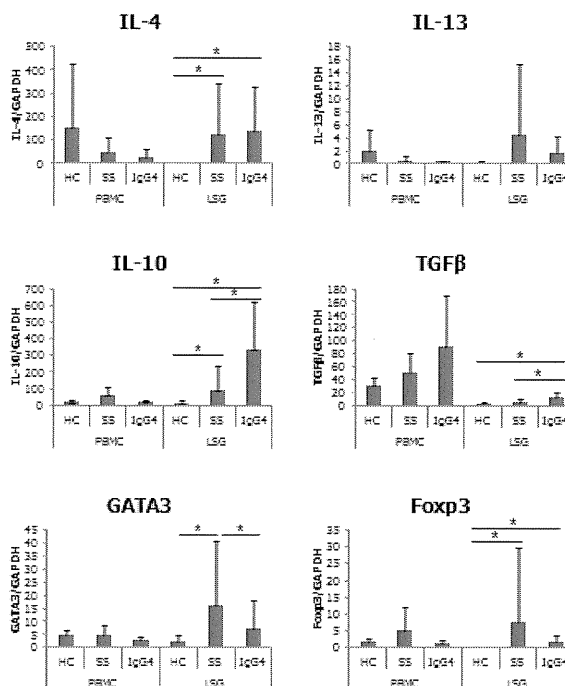 IL-4
IL-4/GAPDH
500
400
300
200
100
0
HC SS IgG4 HC SS IgG4
PBMC LSG
* *
IL-13
IL-13/GAPDH
18
16
14
12
10
8
6
4
2
0
HC SS IgG4 HC SS IgG4
PBMC LSG
IL-10
IL-10/GAPDH
700
600
500
400
300
200
100
0
HC SS IgG4 HC SS IgG4
PBMC LSG
* * *
TGFβ
TGFβ/GAPDH
180
160
140
120
100
80
60
40
20
0
HC SS IgG4 HC SS IgG4
PBMC LSG
* *
GATA3
GATA3/GAPDH
45
40
35
30
25
20
15
10
5
0
HC SS IgG4 HC SS IgG4
PBMC LSG
* *
Foxp3
Foxp3/GAPDH
35
30
25
20
15
10
5
0
HC SS IgG4 HC SS IgG4
PBMC LSG
* *